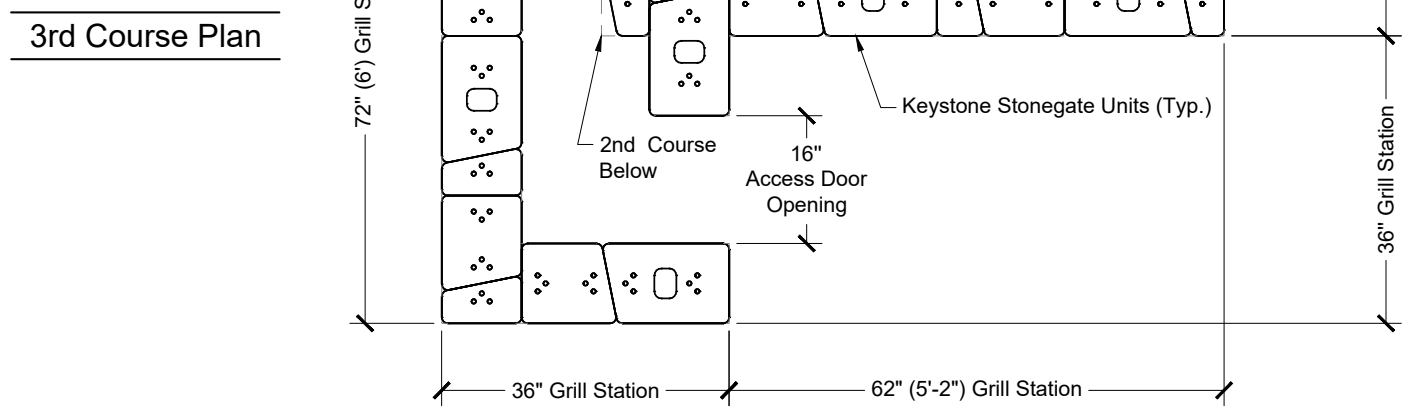 3rd Course Plan
72" (6') Grill S
Keystone Stonegate Units (Typ.)
2nd Course
Below
16"
Access Door
Opening
36" Grill Station
36" Grill Station
62" (5'-2") Grill Station